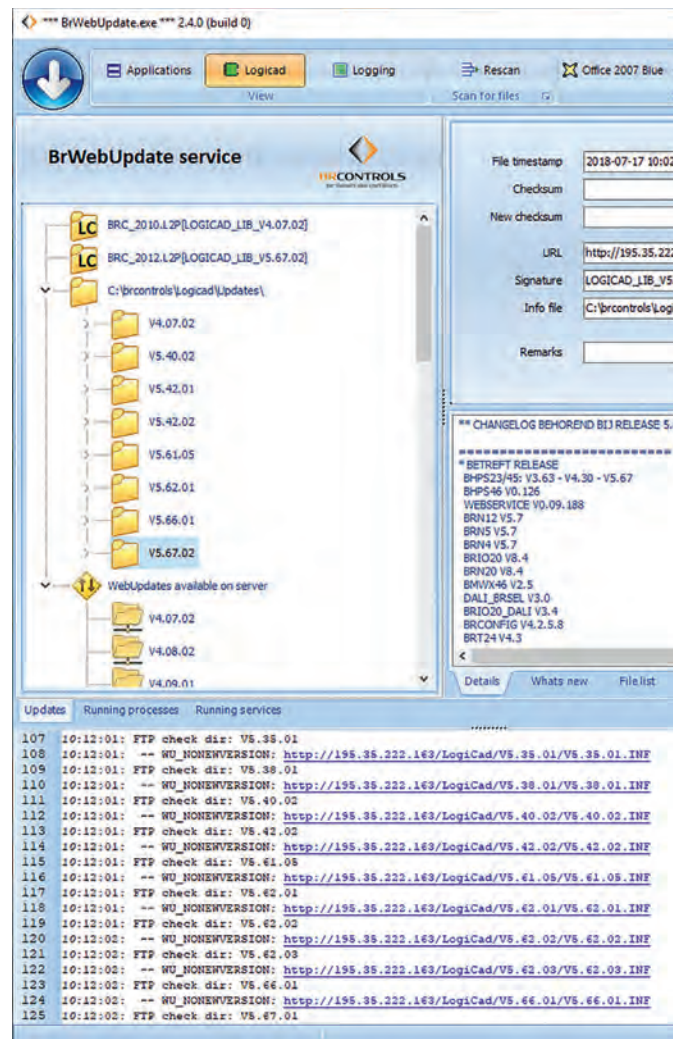 *** BrWebUpdate.exe *** 2.4.0 (build 0)
Applications
Logicad
Logging
View
Rescan
Office 2007 Blue
Scan for files
BrWebUpdate service
BRCONTROLS
BRC_2010.L2P[LOGICAD_LIB_V4.07.02]
BRC_2012.L2P[LOGICAD_LIB_V5.67.02]
C:\brcontrols\Logicad\Updates\
V4.07.02
V5.40.02
V5.42.01
V5.42.02
V5.61.05
V5.62.01
V5.66.01
V5.67.02
WebUpdates available on server
V4.07.02
V4.08.02
V4.09.01
File timestamp 2018-07-17 10:02
Checksum
New checksum
URL http://195.35.222
Signature LOGICAD_LIB_V5
Info file C:\brcontrols\Logi
Remarks
** CHANGELOG BEHOREND BIJ RELEASE 5.
==========================
* BETREFT RELEASE
BHPS23/45: V3.63 - V4.30 - V5.67
BHPS46 V0.126
WEBSERVICE V0.09.188
BRN12 V5.7
BRN5 V5.7
BRN4 V5.7
BRIO20 V8.4
BRN20 V8.4
BMWX46 V2.5
DALI_BRSEL V3.0
BRIO20_DALI V3.4
BRCONFIG V4.2.5.8
BRT24 V4.3
Details Whats new Filelist
Updates Running processes Running services
107 10:12:01: FTP check dir: V5.35.01
108 10:12:01: -- WU_NONEWVERSION: http://195.35.222.163/LogiCad/V5.35.01/V5.35.01.INF
109 10:12:01: FTP check dir: V5.38.01
110 10:12:01: -- WU_NONEWVERSION: http://195.35.222.163/LogiCad/V5.38.01/V5.38.01.INF
111 10:12:01: FTP check dir: V5.40.02
112 10:12:01: -- WU_NONEWVERSION: http://195.35.222.163/LogiCad/V5.40.02/V5.40.02.INF
113 10:12:01: FTP check dir: V5.42.02
114 10:12:01: -- WU_NONEWVERSION: http://195.35.222.163/LogiCad/V5.42.02/V5.42.02.INF
115 10:12:01: FTP check dir: V5.61.05
116 10:12:01: -- WU_NONEWVERSION: http://195.35.222.163/LogiCad/V5.61.05/V5.61.05.INF
117 10:12:01: FTP check dir: V5.62.01
118 10:12:01: -- WU_NONEWVERSION: http://195.35.222.163/LogiCad/V5.62.01/V5.62.01.INF
119 10:12:01: FTP check dir: V5.62.02
120 10:12:02: -- WU_NONEWVERSION: http://195.35.222.163/LogiCad/V5.62.02/V5.62.02.INF
121 10:12:02: FTP check dir: V5.62.03
122 10:12:02: -- WU_NONEWVERSION: http://195.35.222.163/LogiCad/V5.62.03/V5.62.03.INF
123 10:12:02: FTP check dir: V5.66.01
124 10:12:02: -- WU_NONEWVERSION: http://195.35.222.163/LogiCad/V5.66.01/V5.66.01.INF
125 10:12:02: FTP check dir: V5.67.01